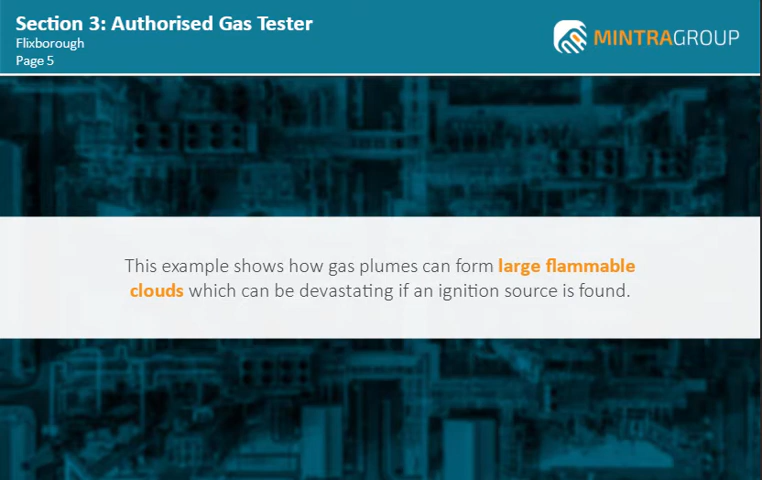 Section 3: Authorised Gas Tester
Flixborough
Page 5
MINTRAGROUP
This example shows how gas plumes can form large flammable
clouds which can be devastating if an ignition source is found.